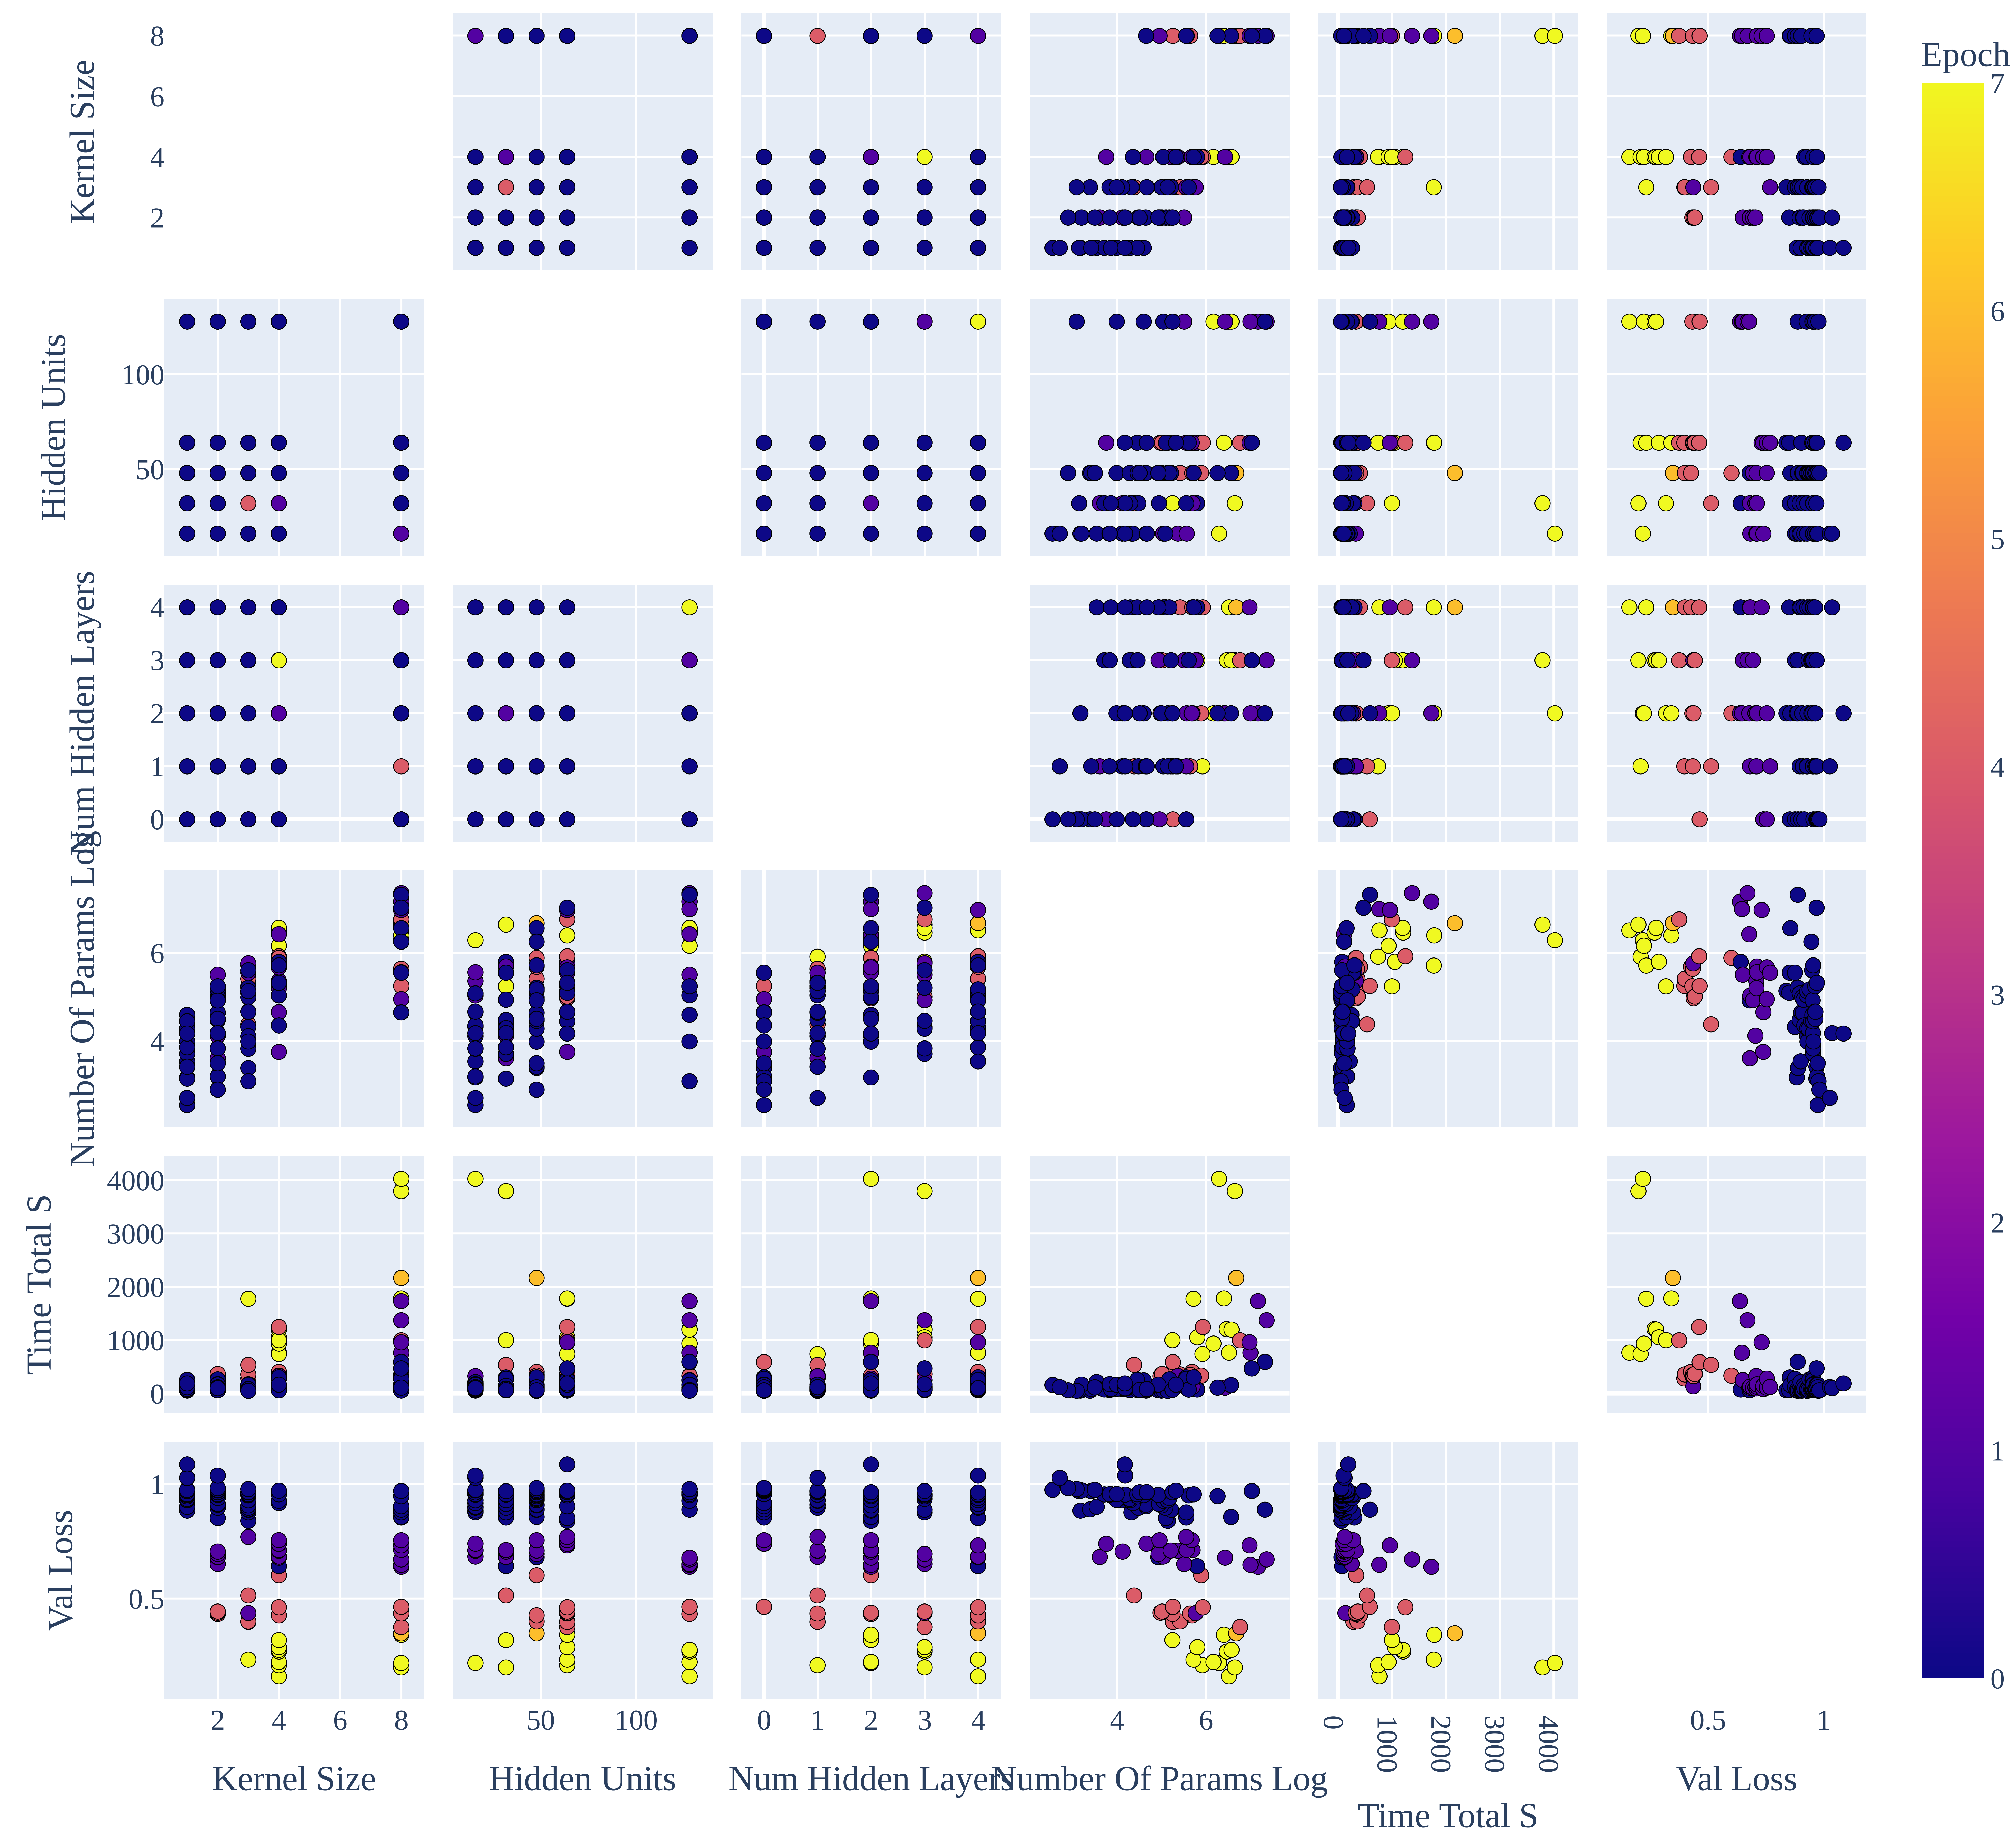 Epoch
7
6
5
4
3
2
1
0
Kernel Size
8
6
4
2
Hidden Units
100
50
Num Hidden Layers
4
3
2
1
0
Number Of Params Log
6
4
Time Total S
4000
3000
2000
1000
0
Val Loss
1
0.5
2 4 6 8
50 100
0 1 2 3 4
4 6
0 1000 2000 3000 4000
0.5 1
Kernel Size
Hidden Units
Num Hidden Layers
Number Of Params Log
Time Total S
Val Loss